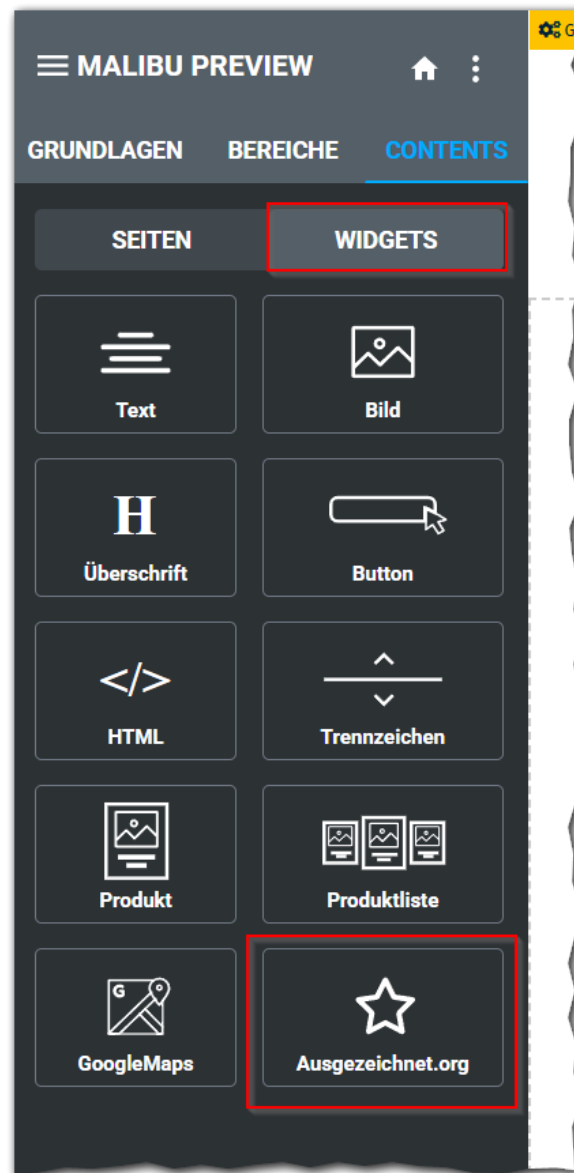 MALIBU PREVIEW
G
GRUNDLAGEN BEREICHE CONTENTS
SEITEN WIDGETS
Text Bild
H
Überschrift Button
</>
HTML Trennzeichen
Produkt Produktliste
G
GoogleMaps Ausgezeichnet.org